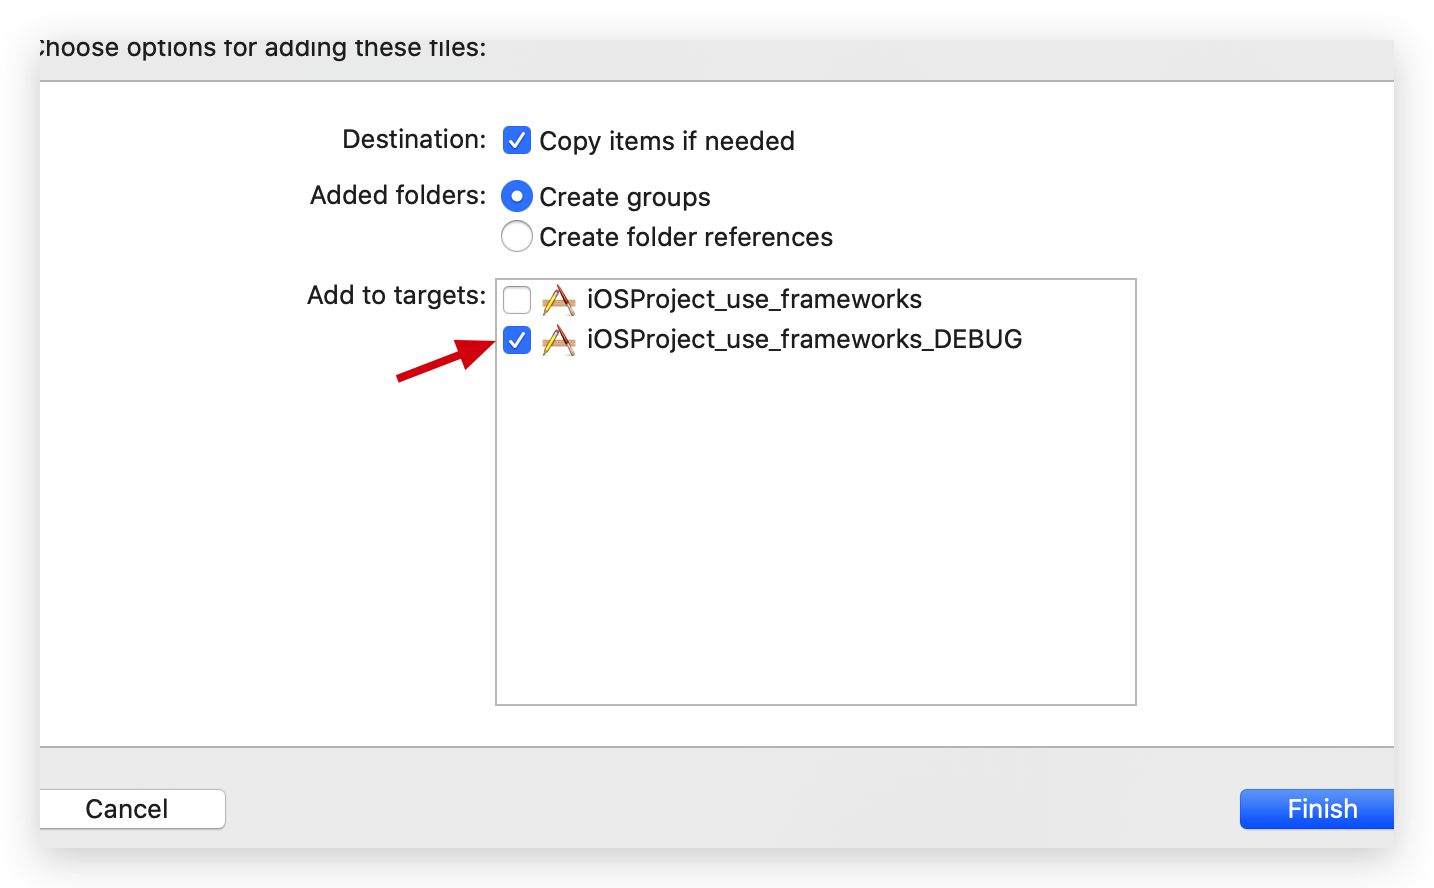 Choose options for adding these files:
Destination: Copy items if needed
Added folders: Create groups
Create folder references
Add to targets: iOSProject_use_frameworks
iOSProject_use_frameworks_DEBUG
Cancel Finish